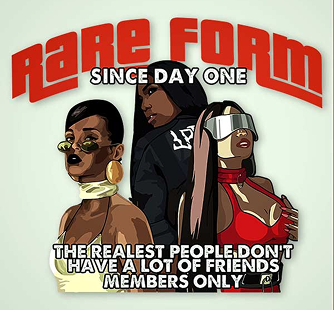 RARE FORM
SINCE DAY ONE
THE REALEST PEOPLE DON'T
HAVE A LOT OF FRIENDS
MEMBERS ONLY